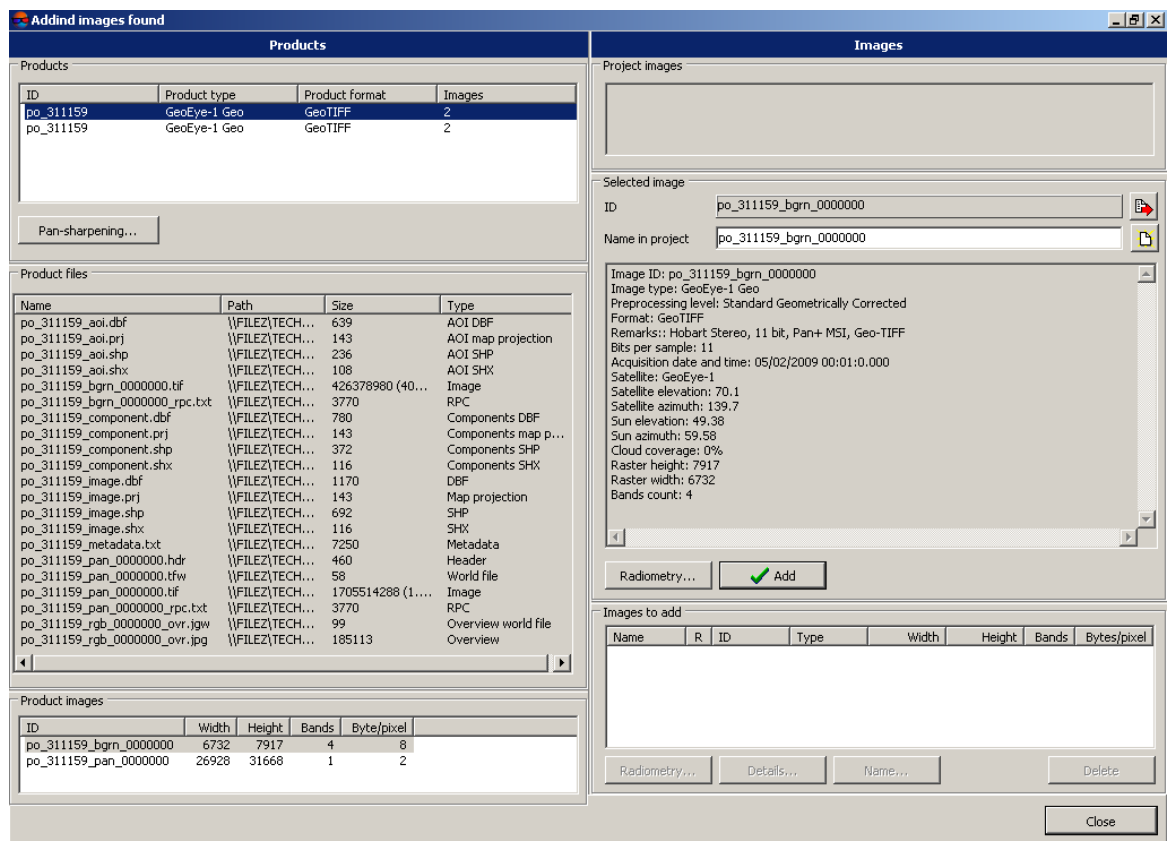 Addind images found
Products
Products
ID Product type Product format Images
po_311159 GeoEye-1 Geo GeoTIFF 2
po_311159 GeoEye-1 Geo GeoTIFF 2
Pan-sharpening...
Product files
Name Path Size Type
po_311159_aoi.dbf \\FILEZ\TECH... 639 AOI DBF
po_311159_aoi.prj \\FILEZ\TECH... 143 AOI map projection
po_311159_aoi.shp \\FILEZ\TECH... 236 AOI SHP
po_311159_aoi.shx \\FILEZ\TECH... 108 AOI SHX
po_311159_bgrn_0000000.tif \\FILEZ\TECH... 426378980 (40... Image
po_311159_bgrn_0000000_rpc.txt \\FILEZ\TECH... 3770 RPC
po_311159_component.dbf \\FILEZ\TECH... 780 Components DBF
po_311159_component.prj \\FILEZ\TECH... 143 Components map p...
po_311159_component.shp \\FILEZ\TECH... 372 Components SHP
po_311159_component.shx \\FILEZ\TECH... 116 Components SHX
po_311159_image.dbf \\FILEZ\TECH... 1170 DBF
po_311159_image.prj \\FILEZ\TECH... 143 Map projection
po_311159_image.shp \\FILEZ\TECH... 692 SHP
po_311159_image.shx \\FILEZ\TECH... 116 SHX
po_311159_metadata.txt \\FILEZ\TECH... 7250 Metadata
po_311159_pan_0000000.hdr \\FILEZ\TECH... 460 Header
po_311159_pan_0000000.tfw \\FILEZ\TECH... 58 World file
po_311159_pan_0000000.tif \\FILEZ\TECH... 1705514288 (1.... Image
po_311159_pan_0000000_rpc.txt \\FILEZ\TECH... 3770 RPC
po_311159_rgb_0000000_ovr.jgw \\FILEZ\TECH... 99 Overview world file
po_311159_rgb_0000000_ovr.jpg \\FILEZ\TECH... 185113 Overview
Product images
ID Width Height Bands Byte/pixel
po_311159_bgrn_0000000 6732 7917 4 8
po_311159_pan_0000000 26928 31668 1 2
Images
Project images
Selected image
ID po_311159_bgrn_0000000
Name in project po_311159_bgrn_0000000
Image ID: po_311159_bgrn_0000000
Image type: GeoEye-1 Geo
Preprocessing level: Standard Geometrically Corrected
Format: GeoTIFF
Remarks:: Hobart Stereo, 11 bit, Pan+ MSI, Geo-TIFF
Bits per sample: 11
Acquisition date and time: 05/02/2009 00:01:0.000
Satellite: GeoEye-1
Satellite elevation: 70.1
Satellite azimuth: 139.7
Sun elevation: 49.38
Sun azimuth: 59.58
Cloud coverage: 0%
Raster height: 7917
Raster width: 6732
Bands count: 4
Radiometry... Add
Images to add
Name R ID Type Width Height Bands Bytes/pixel
Radiometry... Details... Name... Delete
Close